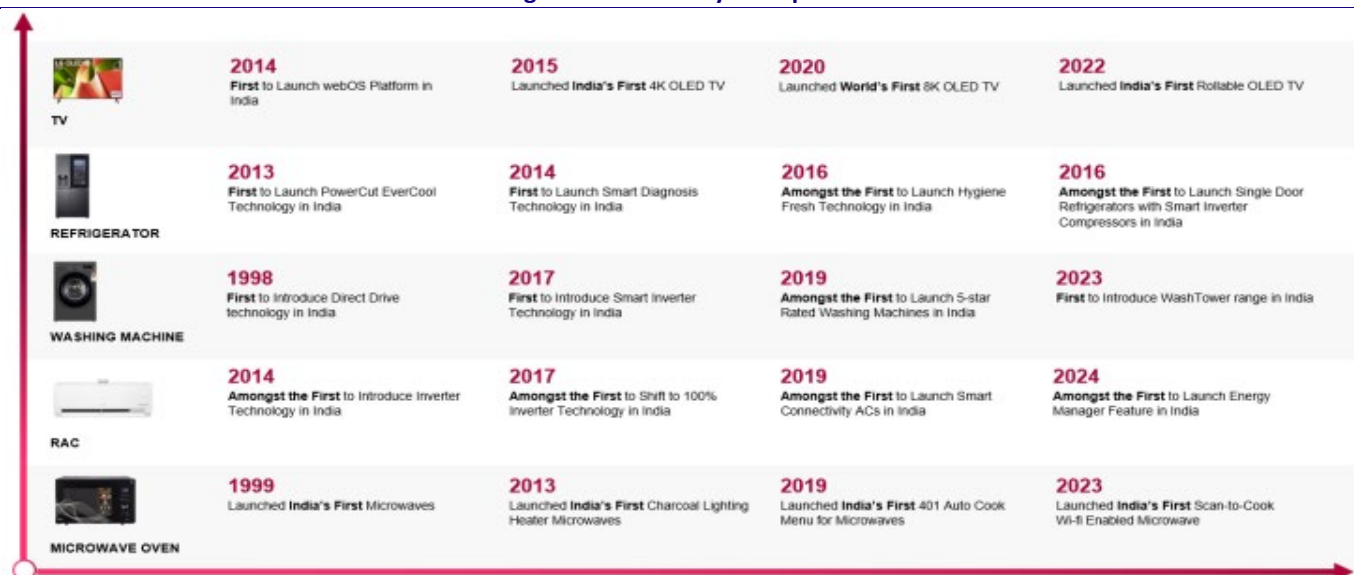 2014
First to Launch webOS Platform in
India
2015
Launched India's First 4K OLED TV
2020
Launched World's First 8K OLED TV
2022
Launched India's First Rollable OLED TV
TV
2013
First to Launch PowerCut EverCool
Technology in India
2014
First to Launch Smart Diagnosis
Technology in India
2016
Amongst the First to Launch Hygiene
Fresh Technology in India
2016
Amongst the First to Launch Single Door
Refrigerators with Smart Inverter
Compressors in India
REFRIGERATOR
1998
First to Introduce Direct Drive
technology in India
2017
First to Introduce Smart Inverter
Technology in India
2019
Amongst the First to Launch 5-star
Rated Washing Machines in India
2023
First to Introduce WashTower range in India
WASHING MACHINE
2014
Amongst the First to Introduce Inverter
Technology in India
2017
Amongst the First to Shift to 100%
Inverter Technology in India
2019
Amongst the First to Launch Smart
Connectivity ACs in India
2024
Amongst the First to Launch Energy
Manager Feature in India
RAC
1999
Launched India's First Microwaves
2013
Launched India's First Charcoal Lighting
Heater Microwaves
2019
Launched India's First 401 Auto Cook
Menu for Microwaves
2023
Launched India's First Scan-to-Cook
Wi-fi Enabled Microwave
MICROWAVE OVEN